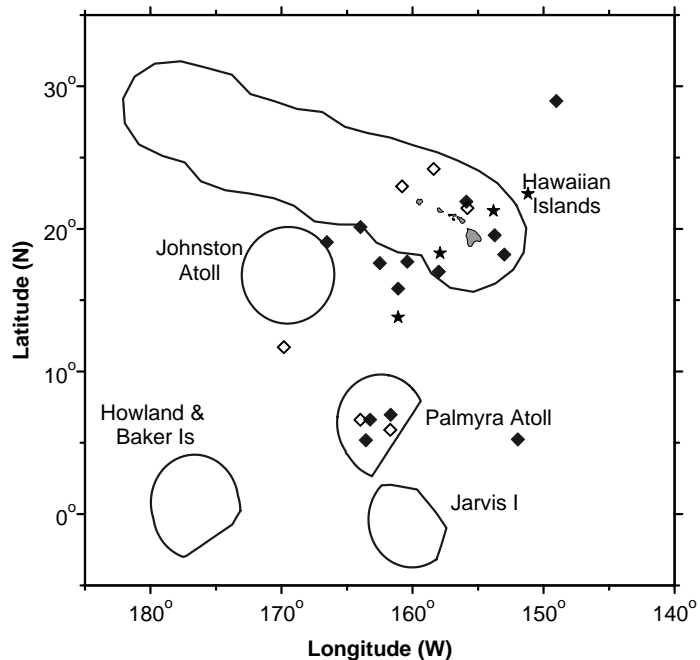 30°
20°
10°
0°
Latitude (N)
Hawaiian
Islands
Johnston
Atoll
Howland &
Baker Is
Palmyra Atoll
Jarvis I
180°
170°
160°
150°
140°
Longitude (W)